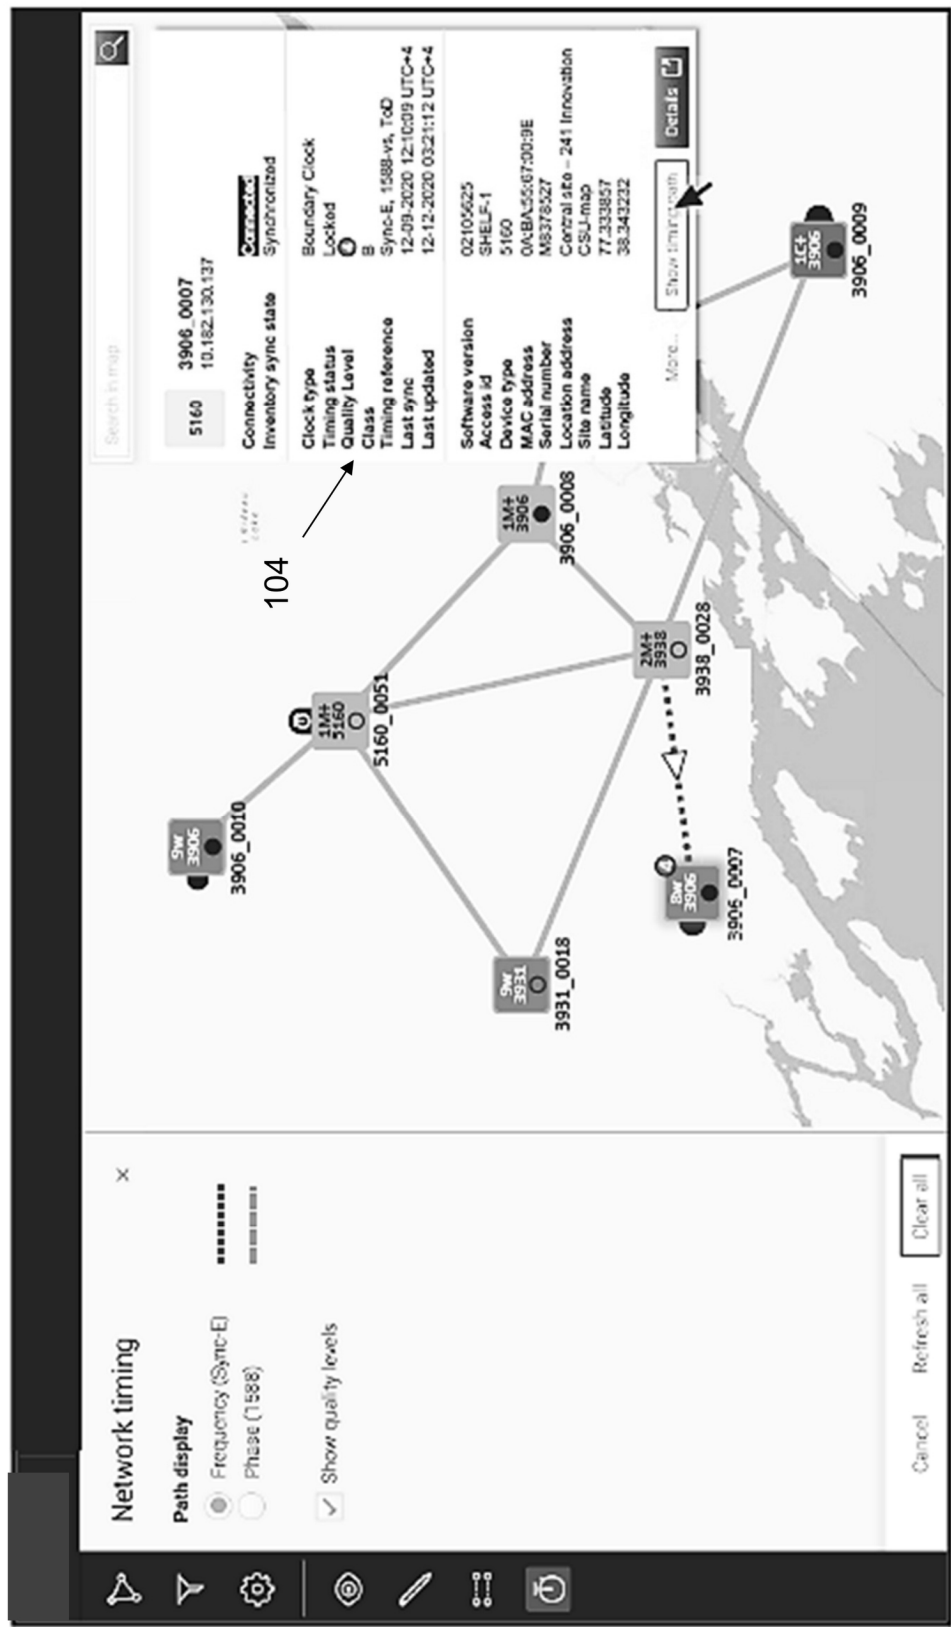 Network timing
×
Path display
Frequency (Sync-E)
Phase (1588)
Show quality levels
Cancel
Refresh all
Clear all
Search in map
5160
3906_0007
10.182.130.137
Connectivity Connected
Inventory sync state Synchronized
Clock type Boundary Clock
Timing status Locked
Quality Level
Class B
Timing reference Sync-E, 1588-vs, ToD
Last sync 12-09-2020 12:10:09 UTC+4
Last updated 12-12-2020 03:21:12 UTC+4
Software version 02105625
Access id SHELF-1
Device type 5160
MAC address 0A:BA:55:67:00:9E
Serial number M8378527
Location address Central site – 241 Innovation
Site name CSLI-map
Latitude 77.333857
Longitude 38.343232
More...
Show timing path
Details
104
9w
3906
3906_0010
1M+
5160
5160_0051
1M+
3906
3906_0008
9w
3931
3931_0018
2M+
3938
3938_0028
8w
3906
3906_0007
1C+
3906
3906_0009